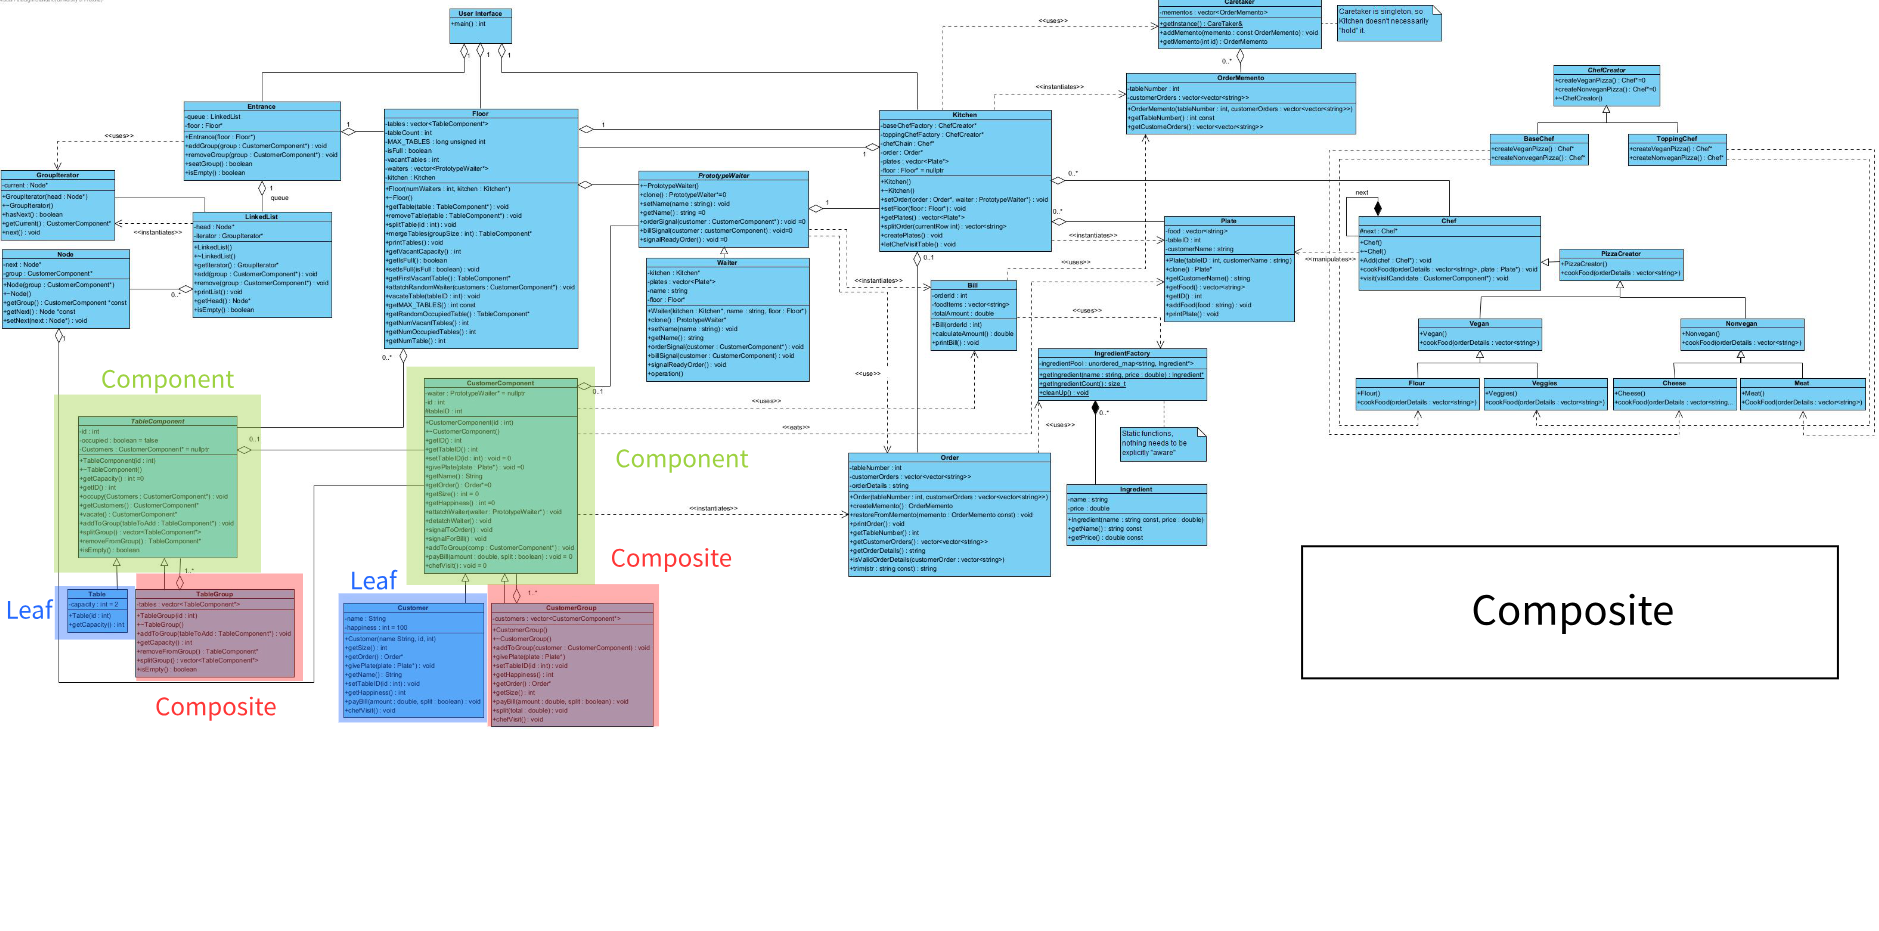 User Interface
+main() : int
Caretaker
-mementos : vector<OrderMemento>
+getInstance() : CareTaker&
+addMemento(memento : const OrderMemento) : void
+getMemento(int id) : OrderMemento
Caretaker is singleton, so
Kitchen doesn't necessarily
"hold" it.
<<uses>>
0..*
OrderMemento
-tableNumber : int
-customerOrders : vector<vector<string>>
+OrderMemento(tableNumber : int, customerOrders : vector<vector<string>>)
+getTableNumber() : int const
+getCustomeOrders() : vector<vector<string>>
<<instantiates>>
ChefCreator
+createVeganPizza() : Chef*=0
+createNonveganPizza() : Chef*=0
+~ChefCreator()
BaseChef
+createVeganPizza() : Chef*
+createNonveganPizza() : Chef*
ToppingChef
+createVeganPizza() : Chef*
+createNonveganPizza() : Chef*
1
1
1
Entrance
-queue : LinkedList
-floor : Floor*
+Entrance(floor : Floor*)
+addGroup(group : CustomerComponent*) : void
+removeGroup(group : CustomerComponent*) : void
+seatGroup() : boolean
+isEmpty() : boolean
1
<<uses>>
1
queue
GroupIterator
-current : Node*
+GroupIterator(head : Node*)
+~GroupIterator()
+hasNext() : boolean
+getCurrent() : CustomerComponent*
+next() : void
<<instantiates>>
LinkedList
-head : Node*
-iterator : GroupIterator*
+LinkedList()
+~LinkedList()
+getIterator() : GroupIterator*
+add(group : CustomerComponent*) : void
+remove(group : CustomerComponent*) : void
+printList() : void
+getHead() : Node*
+isEmpty() : boolean
Node
-next : Node*
-group : CustomerComponent*
+Node(group : CustomerComponent*)
+~Node()
+getGroup() : CustomerComponent *const
+getNext() : Node *const
+setNext(next : Node*) : void
0..*
1
Floor
-tables : vector<TableComponent*>
-tableCount : int
-MAX_TABLES : long unsigned int
-isFull : boolean
-vacantTables : int
-waiters : vector<PrototypeWaiter*>
-kitchen : Kitchen
+Floor(numWaiters : int, kitchen : Kitchen*)
+~Floor()
+getTable(table : TableComponent*) : void
+removeTable(table : TableComponent*) : void
+splitTable(id : int) : void
+mergeTables(groupSize : int) : TableComponent*
+printTables() : void
+getVacantCapacity() : int
+getIsFull() : boolean
+setIsFull(isFull : boolean) : void
+getFirstVacantTable() : TableComponent*
+attatchRandomWaiter(customers : CustomerComponent*) : void
+vacateTable(tableID : int) : void
+getMAX_TABLES() : int const
+getRandomOccupiedTable() : TableComponent*
+getNumVacantTables() : int
+getNumOccupiedTables() : int
+getNumTable() : int
0..*
1
1
PrototypeWaiter
+~PrototypeWaiter()
+clone() : PrototypeWaiter*=0
+setName(name : string) : void
+getName() : string =0
+orderSignal(customer : CustomerComponent*) : void =0
+billSignal(customer : customerComponent) : void=0
+signalReadyOrder() : void =0
1
Waiter
-kitchen : Kitchen*
-plates : vector<Plate*>
-name : string
-floor : Floor*
+Waiter(kitchen : Kitchen*, name : string, floor : Floor*)
+clone() : PrototypeWaiter*
+setName(name : string) : void
+getName() : string
+orderSignal(customer : CustomerComponent*) : void
+billSignal(customer : CustomerComponent*) : void
+signalReadyOrder() : void
+operation()
Kitchen
-baseChefFactory : ChefCreator*
-toppingChefFactory : ChefCreator*
-chefChain : Chef*
-order : Order*
-plates : vector<Plate*>
-floor : Floor* = nullptr
+Kitchen()
+~Kitchen()
+setOrder(order : Order*, waiter : PrototypeWaiter*) : void
+setFloor(floor : Floor*) : void
+getPlates() : vector<Plate*>
+splitOrder(currentRow int) : vector<string>
+createPlates() : void
+letChefVisitTable() : void
0..*
0..*
<<instantiates>>
0..1
<<uses>>
Plate
-food : vector<string>
-tableID : int
-customerName : string
+Plate(tableID : int, customerName : string)
+clone() : Plate*
+getCustomerName() : string
+getFood() : vector<string>
+getID() : int
+addFood(food : string) : void
+printPlate() : void
<<manipulates>>
next
Chef
#next : Chef*
+Chef()
+~Chef()
+Add(chef : Chef*) : void
+cookFood(orderDetails : vector<string>, plate : Plate*) : void
+visit(visitCandidate : CustomerComponent*) : void
PizzaCreator
+PizzaCreator()
+cookFood(orderDetails : vector<string>)
Vegan
+Vegan()
+cookFood(orderDetails : vector<string>)
Nonvegan
+Nonvegan()
+cookFood(orderDetails : vector<string>)
Flour
+Flour()
+cookFood(orderDetails : vector<string>)
Veggies
+Veggies()
+cookFood(orderDetails : vector<string>)
Cheese
+Cheese()
+cookFood(orderDetails : vector<string>...
Meat
+Meat()
+CookFood(orderDetails : vector<string>)
<<instantiates>>
Bill
-orderId : int
-foodItems : vector<string>
-totalAmount : double
+Bill(orderId : int)
+calculateAmount() : double
+printBill() : void
<<uses>>
IngredientFactory
-ingredientPool : unordered_map<string, Ingredient*>
+getIngredient(name : string, price : double) : Ingredient*
+getIngredientCount() : size_t
+cleanUp() : void
0..*
<<uses>>
Static functions,
nothing needs to be
explicitly "aware"
Ingredient
-name : string
-price : double
+Ingredient(name : string const, price : double)
+getName() : string const
+getPrice() : double const
<<use>>
<<uses>>
<<eats>>
<<instantiates>>
Order
-tableNumber : int
-customerOrders : vector<vector<string>>
-orderDetails : string
+Order(tableNumber : int, customerOrders : vector<vector<string>>)
+createMemento() : OrderMemento
+restoreFromMemento(memento : OrderMemento const) : void
+printOrder() : void
+getTableNumber() : int
+getCustomerOrders() : vector<vector<string>>
+getOrderDetails() : string
+isValidOrderDetails(customerOrder : vector<string>)
+trim(str : string const) : string
Component
TableComponent
-id : int
-occupied : boolean = false
-Customers : CustomerComponent* = nullptr
+TableComponent(id : int)
+~TableComponent()
+getCapacity() : int =0
+getID() : int
+occupy(Customers : CustomerComponent*) : void
+getCustomers() : CustomerComponent*
+vacate() : CustomerComponent*
+addToGroup(tableToAdd : TableComponent*) : void
+splitGroup() : vector<TableComponent*>
+removeFromGroup() : TableComponent*
+isEmpty() : boolean
0..1
1..*
Leaf
Table
-capacity : int = 2
+Table(id : int)
+getCapacity() : int
TableGroup
-tables : vector<TableComponent*>
+TableGroup(id : int)
+~TableGroup()
+addToGroup(tableToAdd : TableComponent*) : void
+getCapacity() : int
+removeFromGroup() : TableComponent*
+splitGroup() : vector<TableComponent*>
+isEmpty() : boolean
Composite
CustomerComponent
-waiter : PrototypeWaiter* = nullptr
-id : int
#tableID : int
+CustomerComponent(id : int)
+~CustomerComponent()
+getID() : int
+getTableID() : int
+setTableID(id : int) : void = 0
+givePlate(plate : Plate*) : void =0
+getName() : String
+getOrder() : Order*=0
+getSize() : int = 0
+getHappiness() : int =0
+attatchWaiter(waiter : PrototypeWaiter*) : void
+detatchWaiter() : void
+signalToOrder() : void
+signalForBill() : void
+addToGroup(comp : CustomerComponent*) : void
+payBill(amount : double, split : boolean) : void = 0
+chefVisit() : void = 0
0..1
Component
Composite
1..*
Leaf
Customer
-name : String
-happiness : int = 100
+Customer(name String, id, int)
+getSize() : int
+getOrder() : Order*
+givePlate(plate : Plate*) : void
+getName() : String
+setTableID(id : int) : void
+getHappiness() : int
+payBill(amount : double, split : boolean) : void
+chefVisit() : void
CustomerGroup
-customers : vector<CustomerComponent*>
+CustomerGroup()
+~CustomerGroup()
+addToGroup(customer : CustomerComponent) : void
+givePlate(plate : Plate*)
+setTableID(id : int) : void
+getHappiness() : int
+getOrder() : Order*
+getSize() : int
+payBill(amount : double, split : boolean) : void
+split(total : double) : void
+chefVisit() : void
Composite